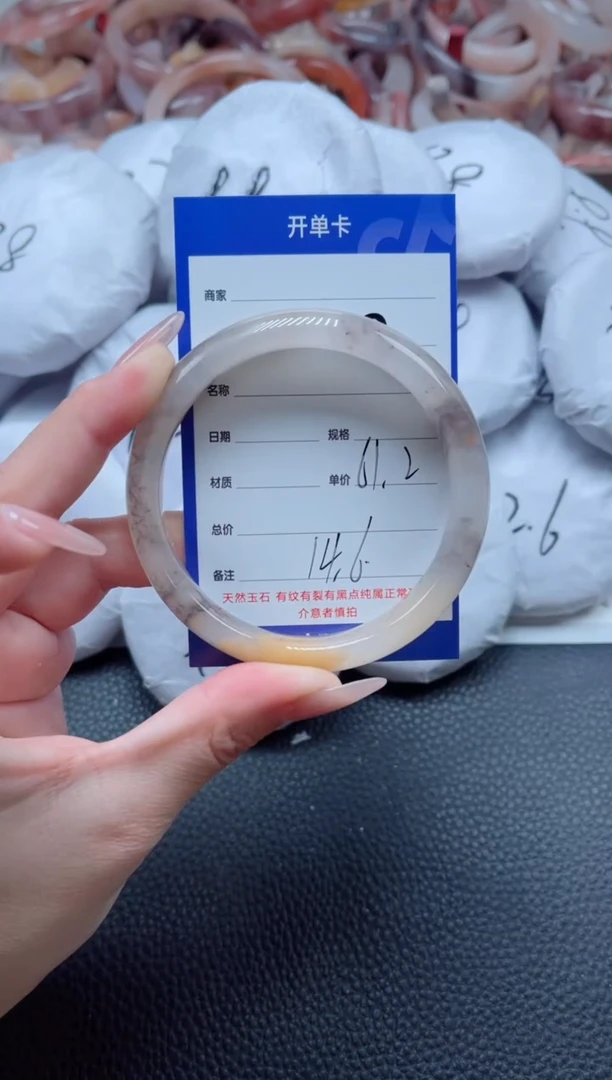 开单卡
商家
名称
日期 规格
材质 单价 61.2
总价
备注 14.6
天然玉石 有纹有裂有黑点纯属正常
介意者慎拍
2.6